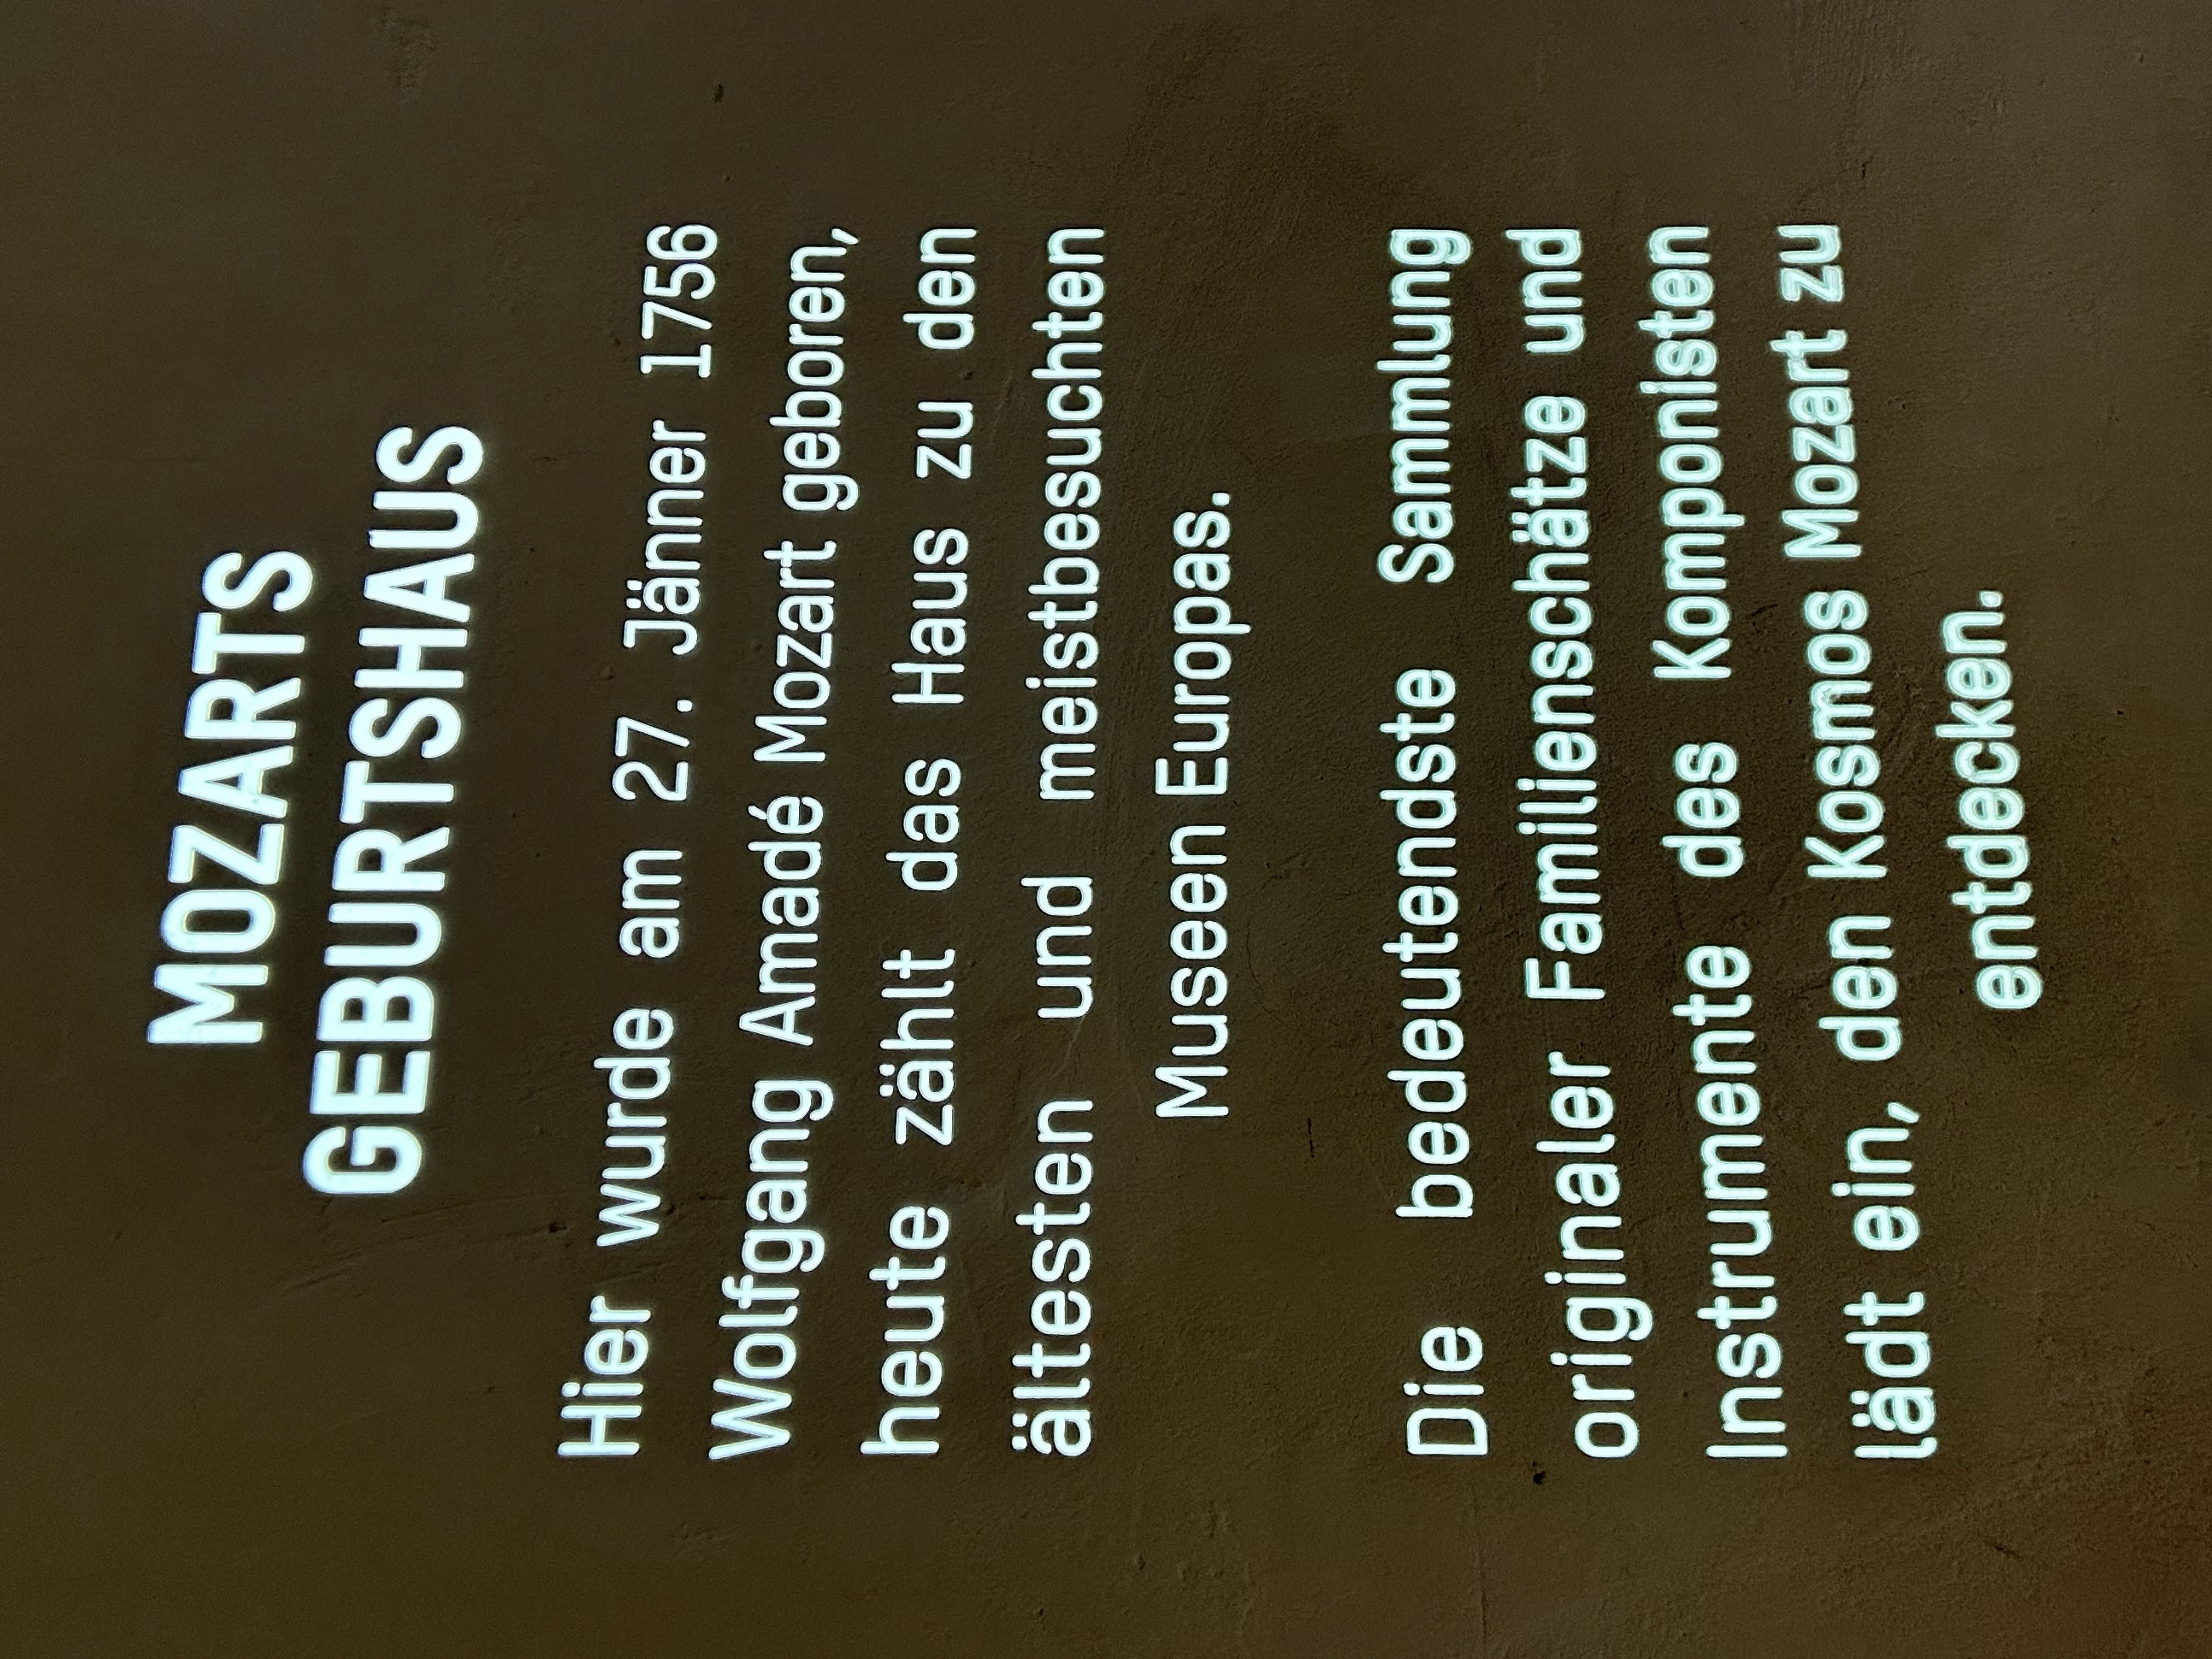 MOZARTS
GEBURTSHAUS
Hier wurde am 27. Jänner 1756
Wolfgang Amadé Mozart geboren,
heute zählt das Haus zu den
ältesten und meistbesuchten
Museen Europas.
Die bedeutendste Sammlung
originaler Familienschätze und
Instrumente des Komponisten
lädt ein, den Kosmos Mozart zu
entdecken.